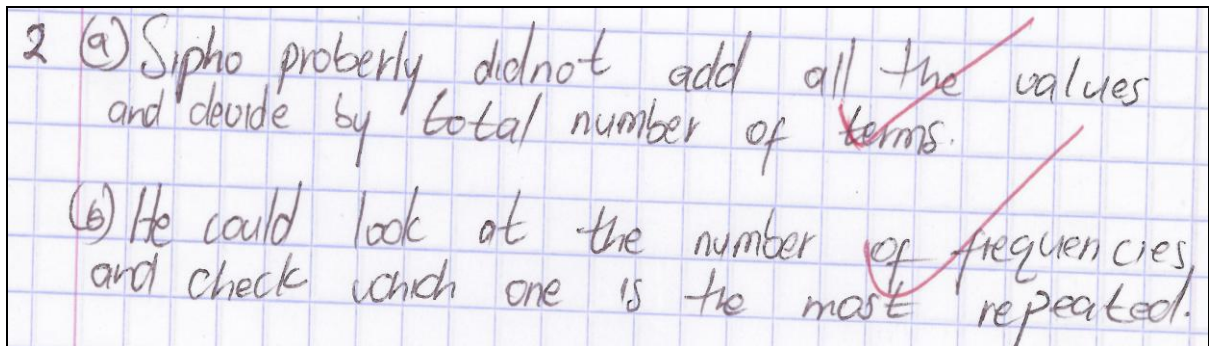 2 (a) Sipho proberly didnot add all the values
and devide by total number of terms.
(b) He could look at the number of frequencies,
and check which one is the most repeated.